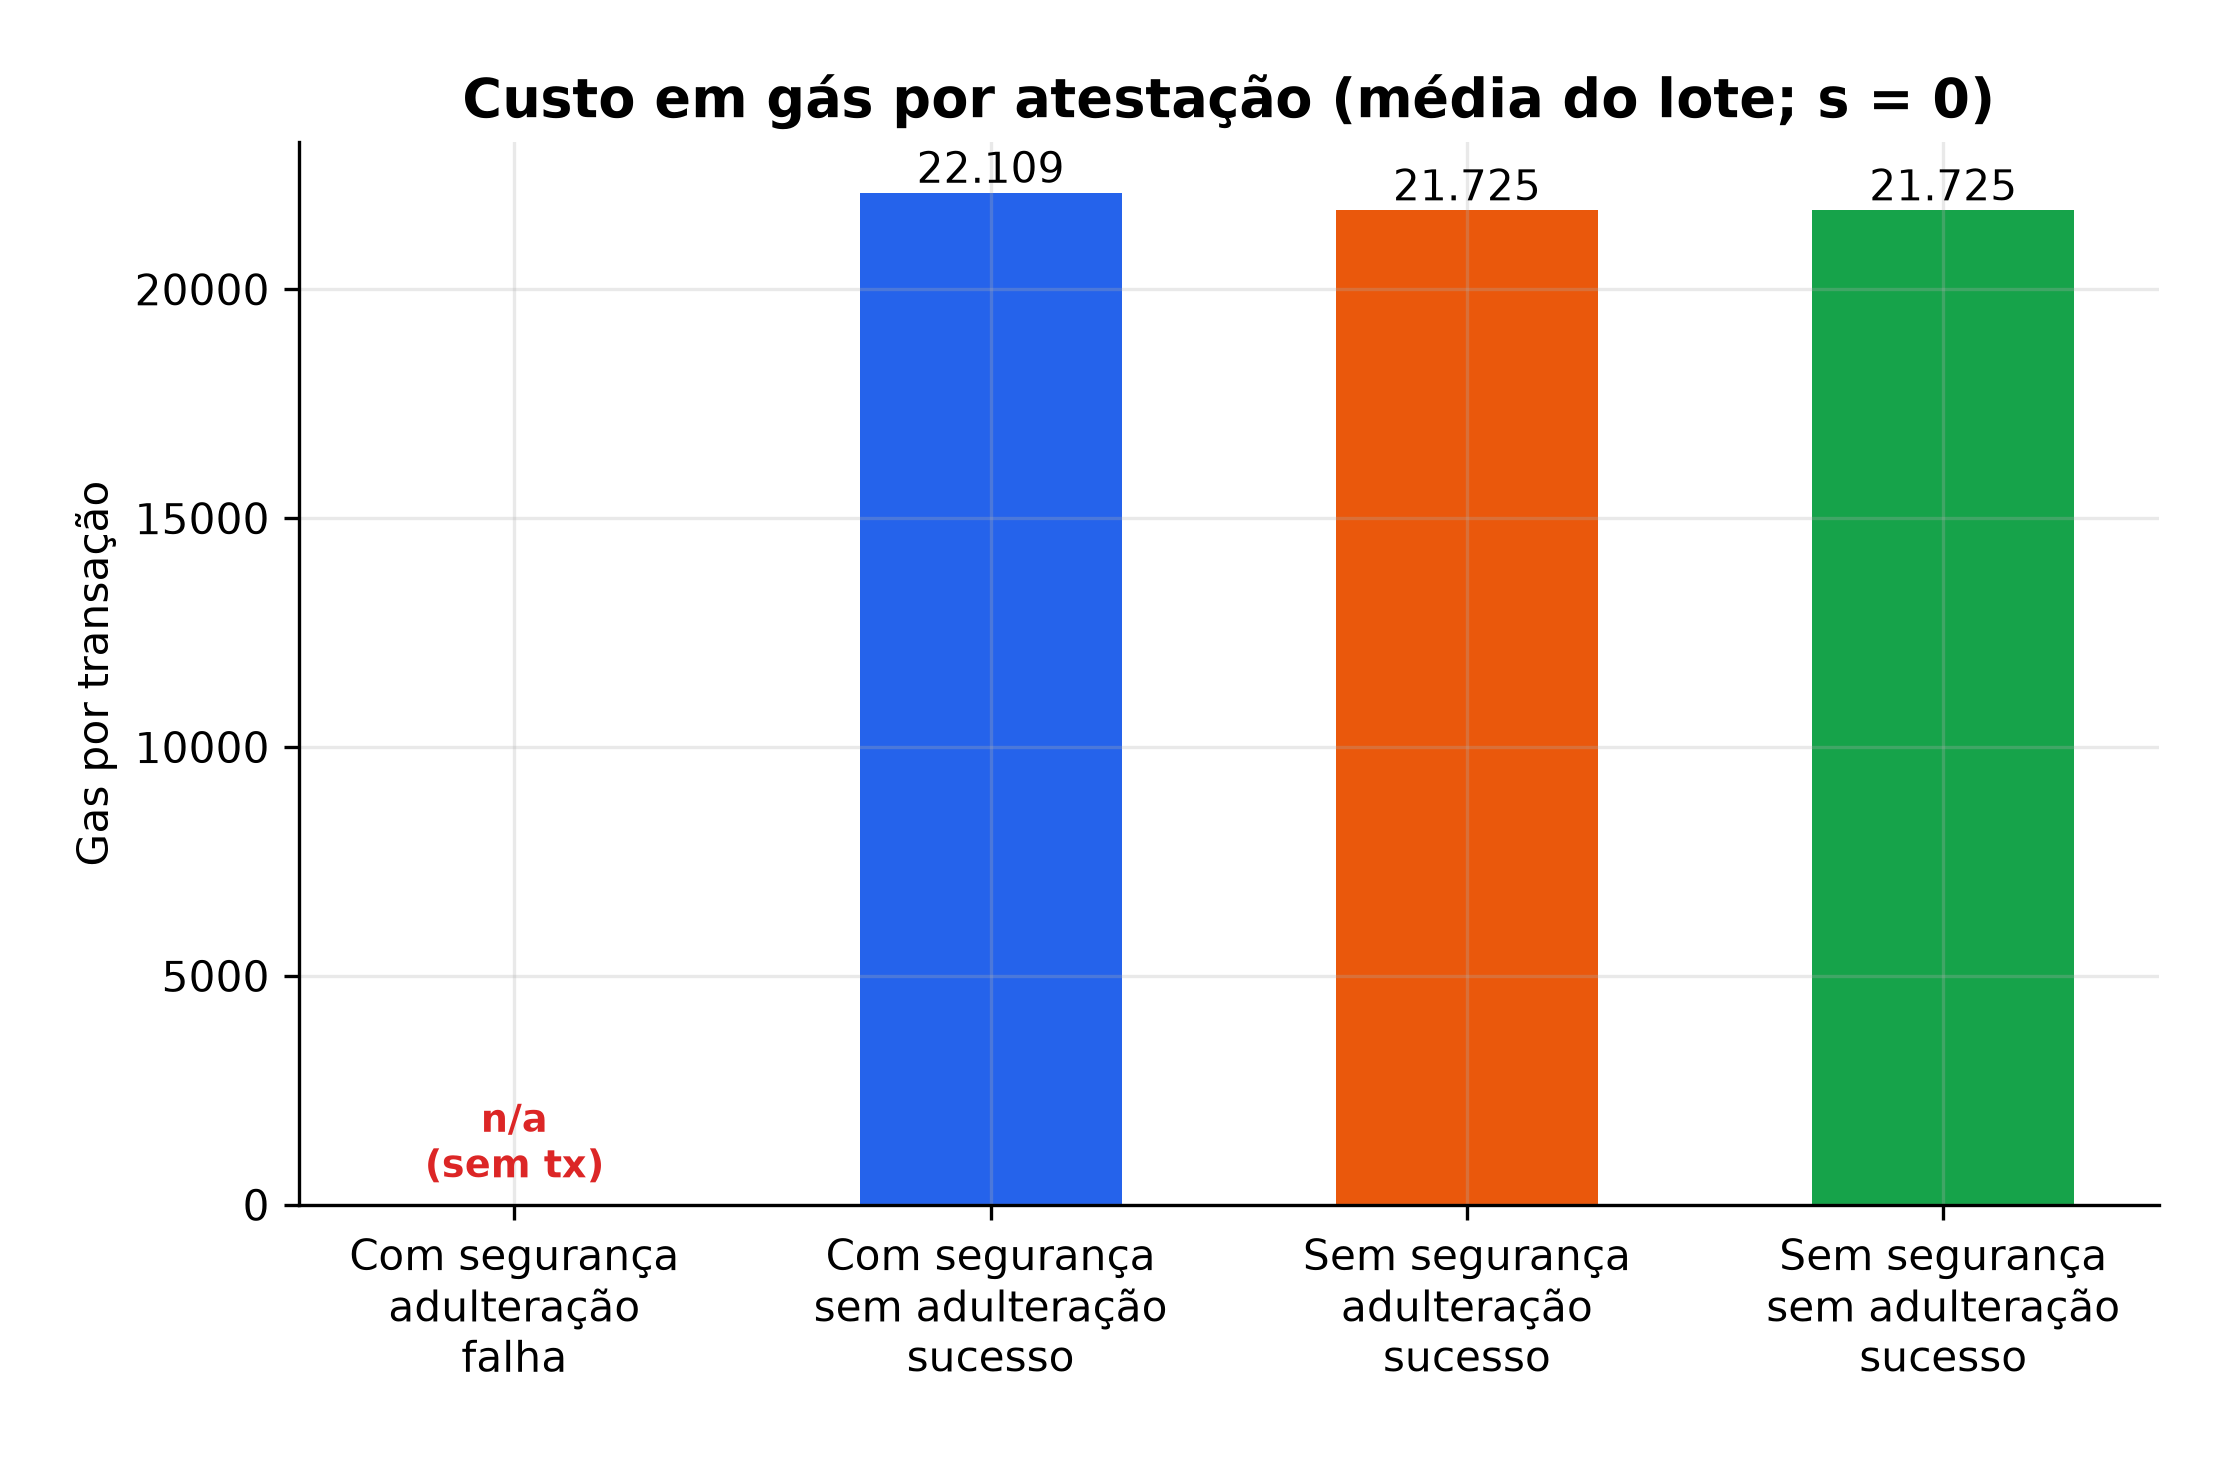 Custo em gás por atestação (média do lote; s = 0)
22.109
21.725
21.725
Gas por transação
20000
15000
10000
5000
0
n/a
(sem tx)
Com segurança
adulteração
falha
Com segurança
sem adulteração
sucesso
Sem segurança
adulteração
sucesso
Sem segurança
sem adulteração
sucesso